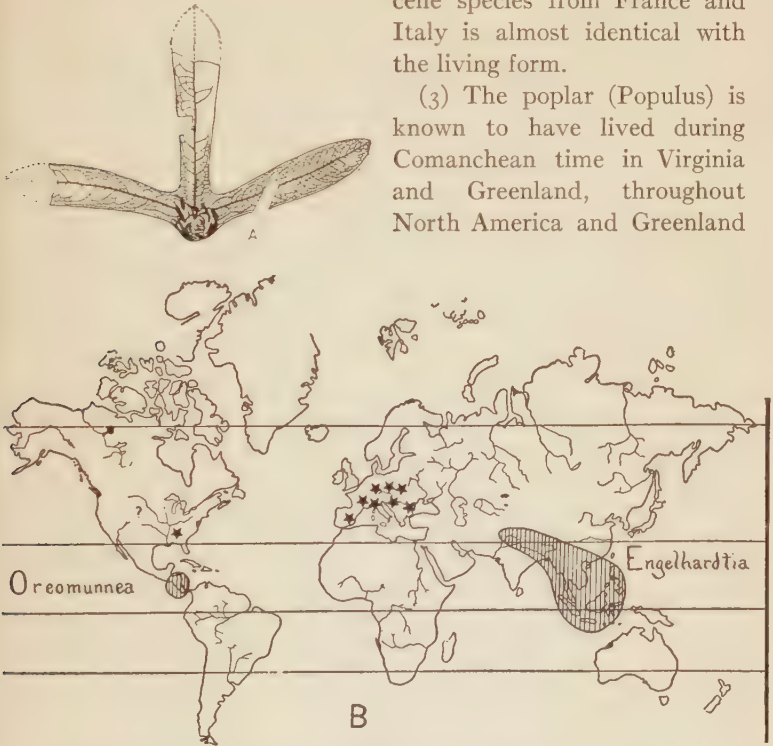 cene species from France and
Italy is almost identical with
the living form.
(3) The poplar (Populus) is
known to have lived during
Comanchean time in Virginia
and Greenland, throughout
North America and Greenland
A
?
Engelhardtia
Oreomunnea
B